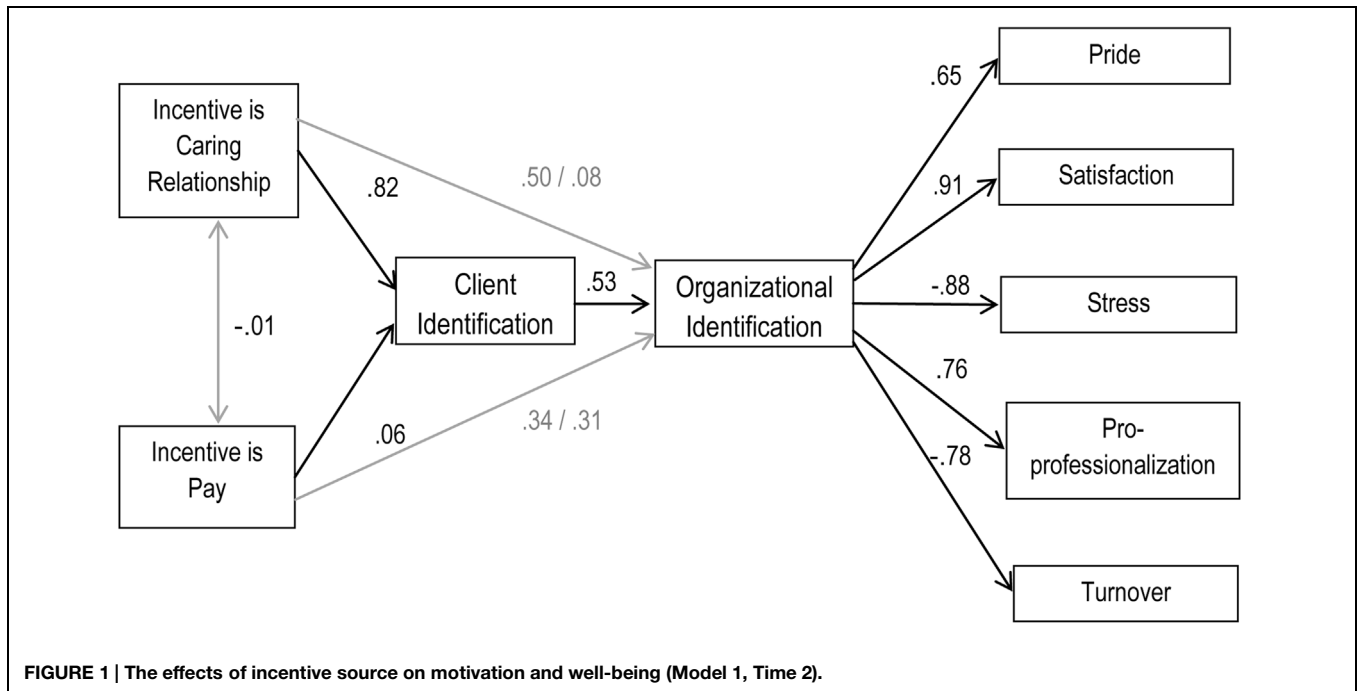 Incentive is
Caring
Relationship
.50 / .08
.82
-.01
Client
Identification
.53
Organizational
Identification
Incentive is
Pay
.06
.34 / .31
.65
Pride
.91
Satisfaction
-.88
Stress
.76
Pro-
professionalization
-.78
Turnover
FIGURE 1 | The effects of incentive source on motivation and well-being (Model 1, Time 2).